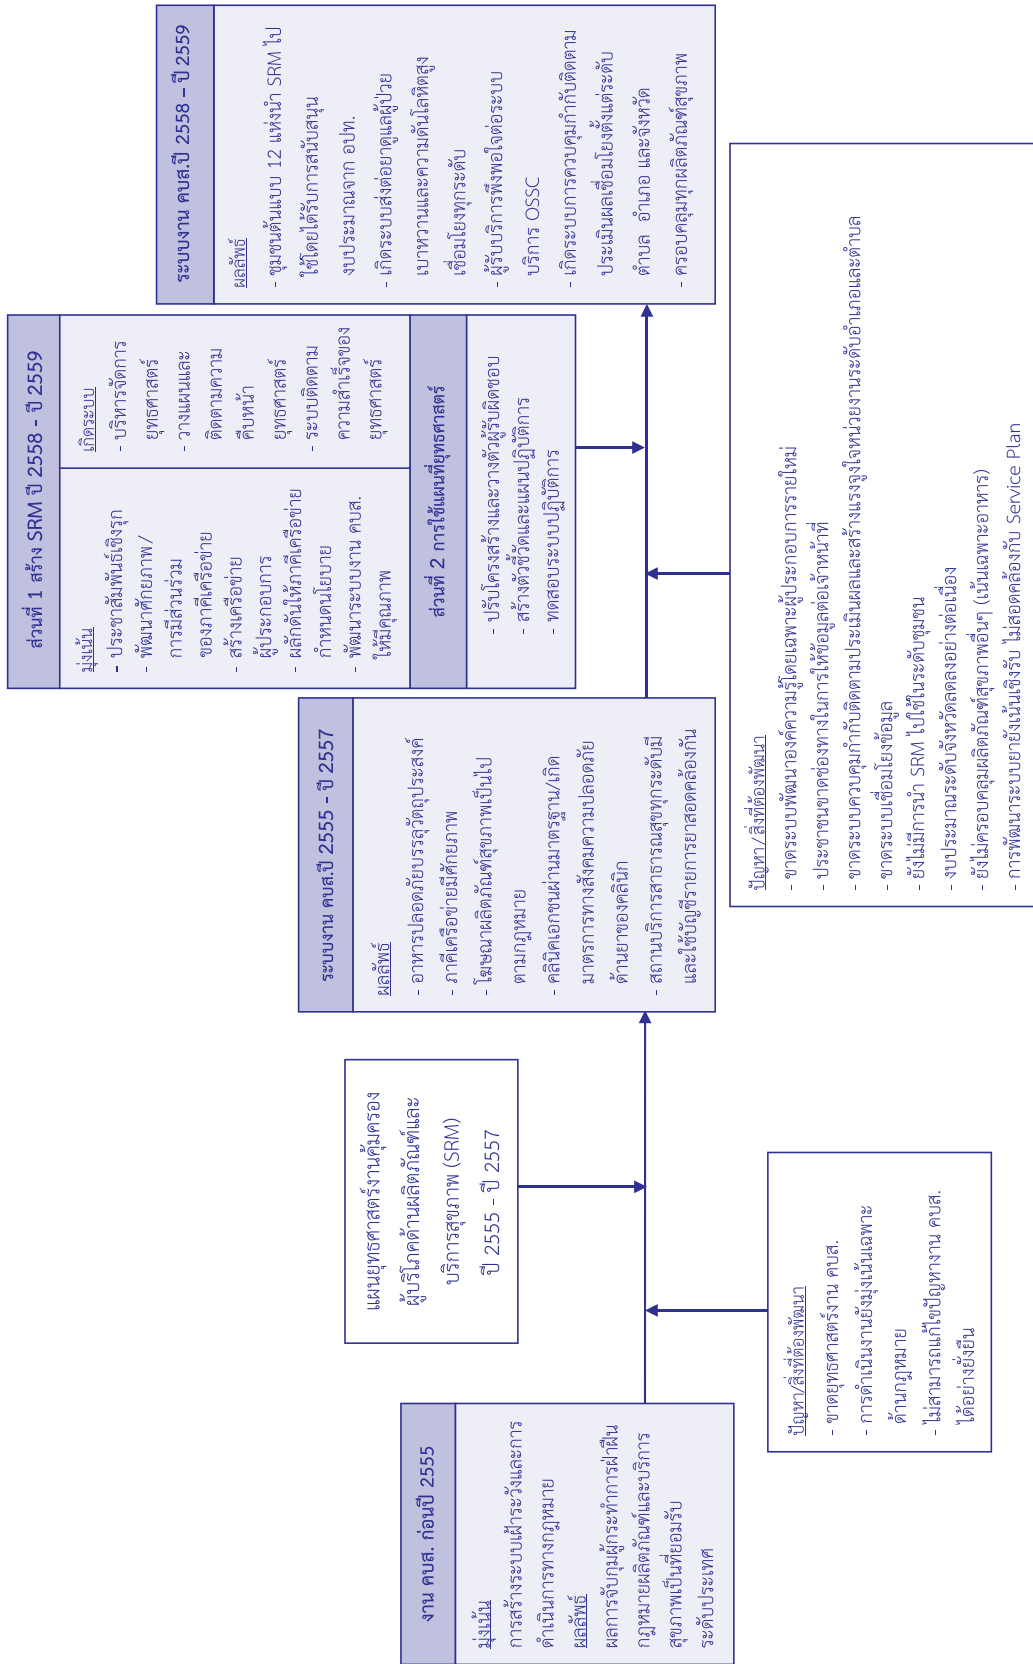 งาน คบส. ก่อนปี 2555
มุ่งเน้น
การสร้างระบบเฝ้าระวังและการ
ดำเนินการทางกฎหมาย
ผลลัพธ์
ผลการจับกุมผู้กระทำการฝ่าฝืน
กฎหมายผลิตภัณฑ์และบริการ
สุขภาพเป็นที่ยอมรับ
ระดับประเทศ
ปัญหา/สิ่งที่ต้องพัฒนา
- ขาดยุทธศาสตร์งาน คบส.
- การดำเนินงานยังมุ่งเน้นเฉพาะ
ด้านกฎหมาย
- ไม่สามารถแก้ไขปัญหางาน คบส.
ได้อย่างยั่งยืน
แผนยุทธศาสตร์งานคุ้มครอง
ผู้บริโภคด้านผลิตภัณฑ์และ
บริการสุขภาพ (SRM)
ปี 2555 - ปี 2557
ระบบงาน คบส.ปี 2555 - ปี 2557
ผลลัพธ์
- อาหารปลอดภัยบรรลุวัตถุประสงค์
- ภาคีเครือข่ายมีศักยภาพ
- โฆษณาผลิตภัณฑ์สุขภาพเป็นไป
ตามกฎหมาย
- คลินิคเอกชนผ่านมาตรฐาน/เกิด
มาตรการทางสังคมความปลอดภัย
ด้านยาของคลินิก
- สถานบริการสาธารณสุขทุกระดับมี
และใช้บัญชีรายการยาสอดคล้องกัน
ส่วนที่ 1 สร้าง SRM ปี 2558 - ปี 2559
มุ่งเน้น
- ประชาสัมพันธ์เชิงรุก
- พัฒนาศักยภาพ/
การมีส่วนร่วม
ของภาคีเครือข่าย
- สร้างเครือข่าย
ผู้ประกอบการ
- ผลักดันให้ภาคีเครือข่าย
กำหนดนโยบาย
- พัฒนาระบบงาน คบส.
ให้มีคุณภาพ
เกิดระบบ
- บริหารจัดการ
ยุทธศาสตร์
- วางแผนและ
ติดตามความ
คืบหน้า
ยุทธศาสตร์
- ระบบติดตาม
ความสำเร็จของ
ยุทธศาสตร์
ส่วนที่ 2 การใช้แผนที่ยุทธศาสตร์
- ปรับโครงสร้างและวางตัวผู้รับผิดชอบ
- สร้างตัวชี้วัดและแผนปฏิบัติการ
- ทดสอบระบบปฏิบัติการ
ปัญหา/สิ่งที่ต้องพัฒนา
- ขาดระบบพัฒนาองค์ความรู้โดยเฉพาะผู้ประกอบการรายใหม่
- ประชาชนขาดช่องทางในการให้ข้อมูลต่อเจ้าหน้าที่
- ขาดระบบควบคุมกำกับติดตามประเมินผลและสร้างแรงจูงใจหน่วยงานระดับอำเภอและตำบล
- ขาดระบบเชื่อมโยงข้อมูล
- ยังไม่มีการนำ SRM ไปใช้ในระดับชุมชน
- งบประมาณระดับจังหวัดลดลงอย่างต่อเนื่อง
- ยังไม่ครอบคลุมผลิตภัณฑ์สุขภาพอื่นๆ (เน้นเฉพาะอาหาร)
- การพัฒนาระบบยายังเน้นเชิงรับ ไม่สอดคล้องกับ Service Plan
ระบบงาน คบส.ปี 2558 – ปี 2559
ผลลัพธ์
- ชุมชนต้นแบบ 12 แห่งนำ SRM ไป
ใช้โดยได้รับการสนับสนุน
งบประมาณจาก อปท.
- เกิดระบบส่งต่อยาดูแลผู้ป่วย
เบาหวานและความดันโลหิตสูง
เชื่อมโยงทุกระดับ
- ผู้รับบริการพึงพอใจต่อระบบ
บริการ OSSC
- เกิดระบบการควบคุมกำกับติดตาม
ประเมินผลเชื่อมโยงตั้งแต่ระดับ
ตำบล อำเภอ และจังหวัด
- ครอบคลุมทุกผลิตภัณฑ์สุขภาพ